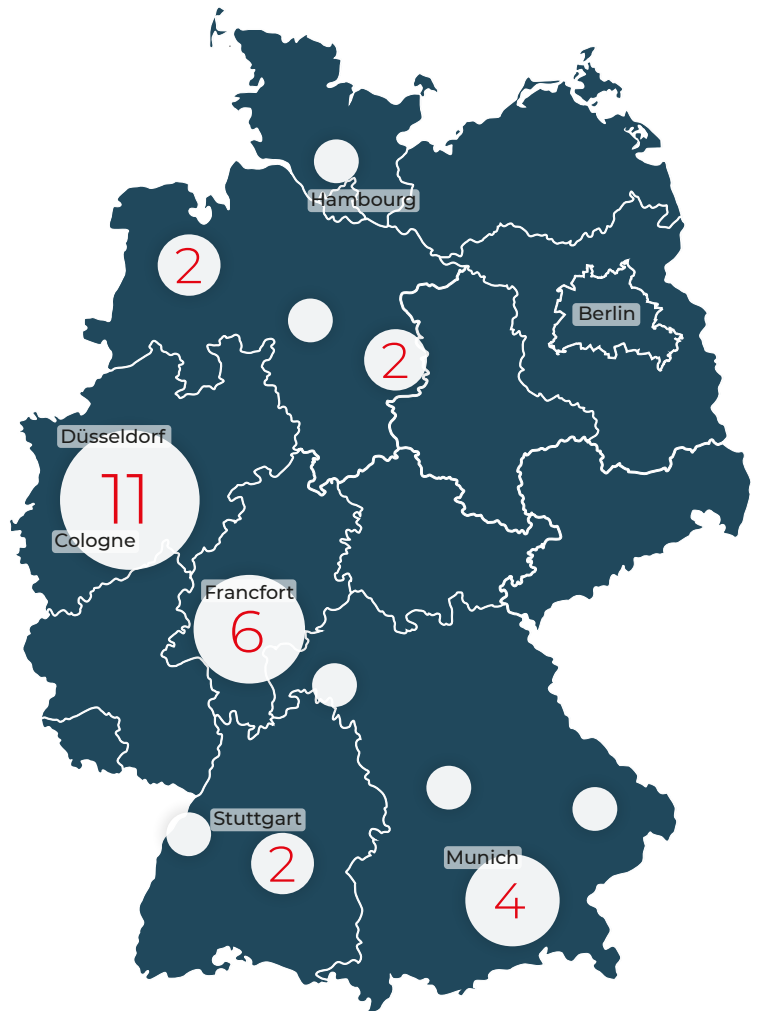 Hambourg
2
Berlin
2
Düsseldorf
11
Cologne
Francfort
6
Stuttgart
2
Munich
4